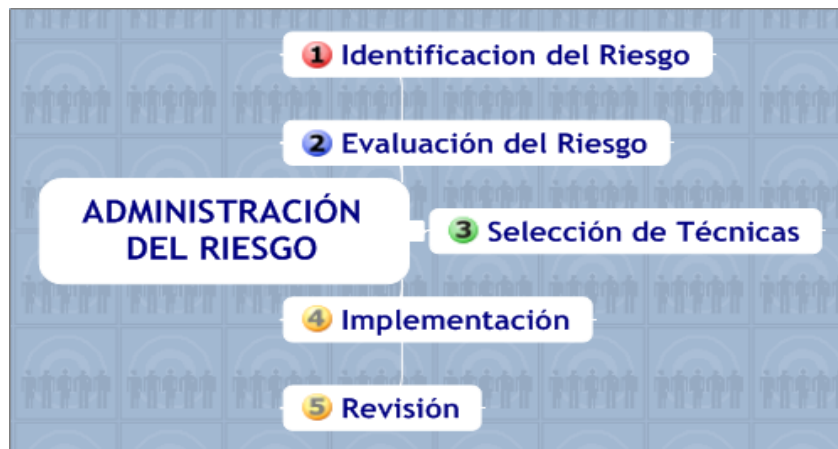 1 Identificacion del Riesgo
2 Evaluación del Riesgo
ADMINISTRACIÓN
DEL RIESGO
3 Selección de Técnicas
4 Implementación
5 Revisión